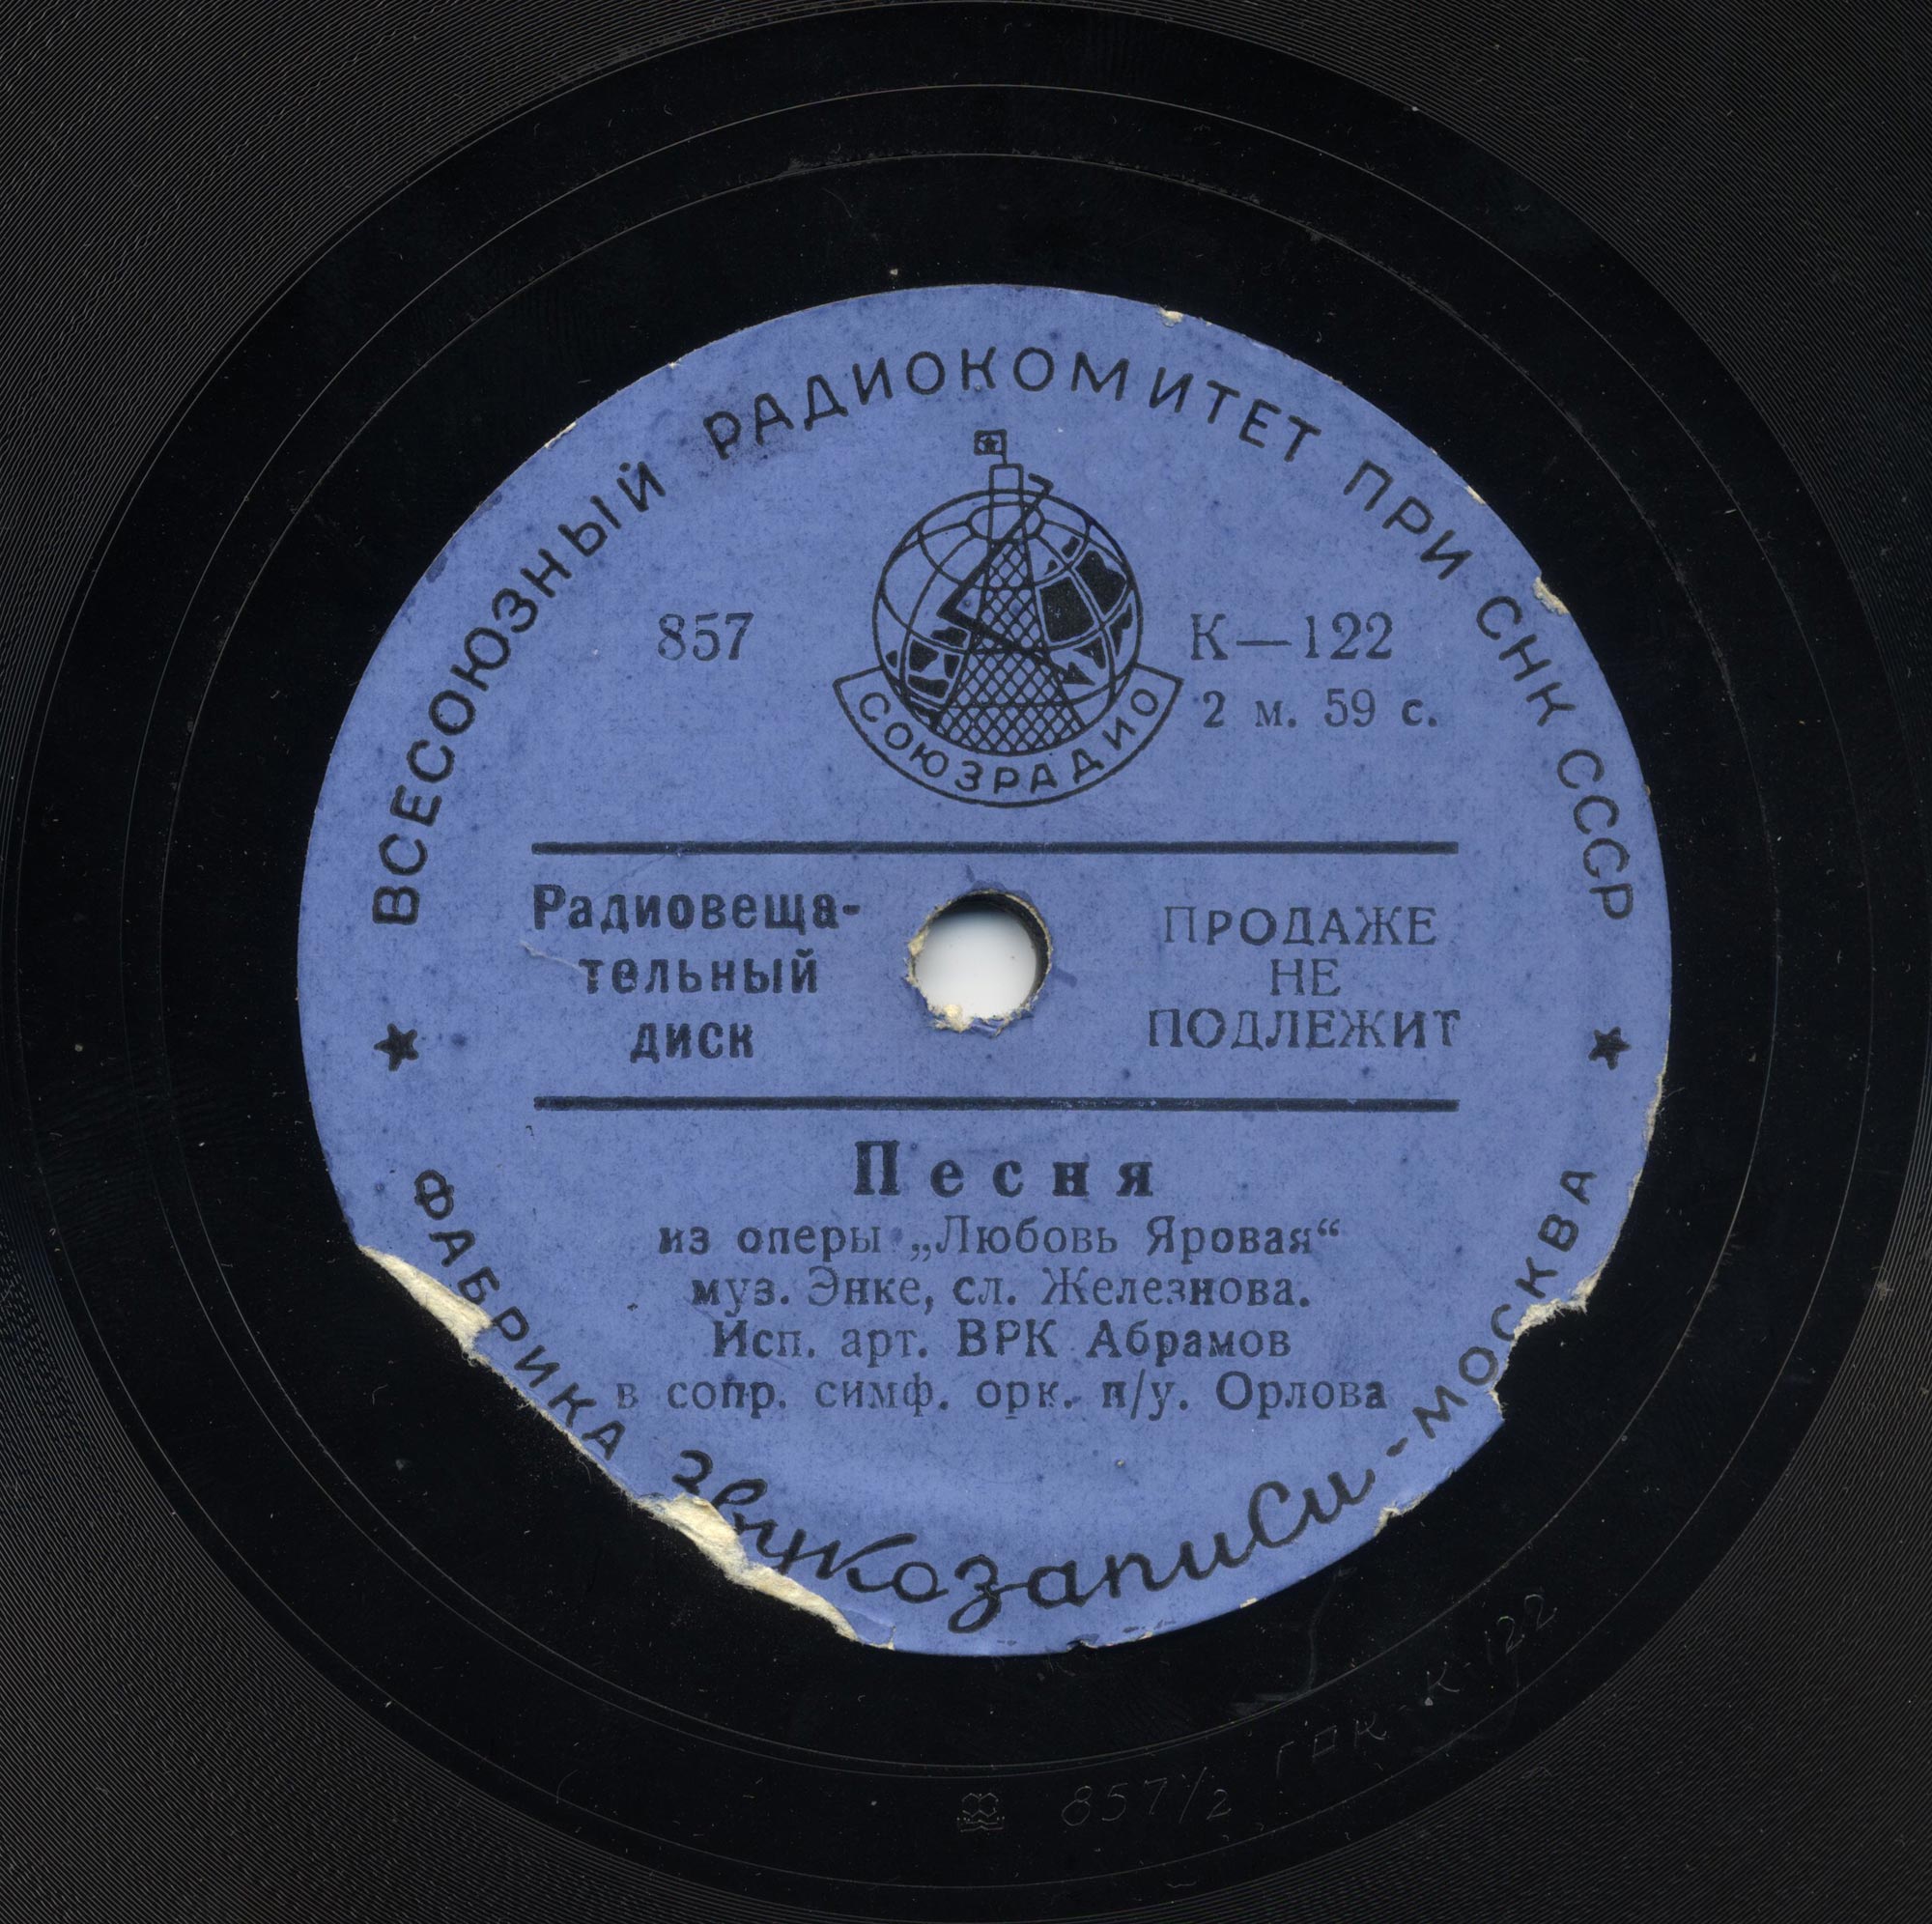 ВСЕСОЮЗНЫЙ РАДИОКОМИТЕТ ПРИ СНК СССР
857
К—122
2 м. 59 с.
СОЮЗРАДИО
Радиовеща-
тельный
диск
ПРОДАЖЕ
НЕ
ПОДЛЕЖИТ
Песня
из оперы „Любовь Яровая“
муз. Энке, сл. Железнова.
Исп. арт. ВРК Абрамов
в сопр. симф. орк. п/у. Орлова
ФАБРИКА Звукозаписи-МОСКВА
857/2 ГРК К-122